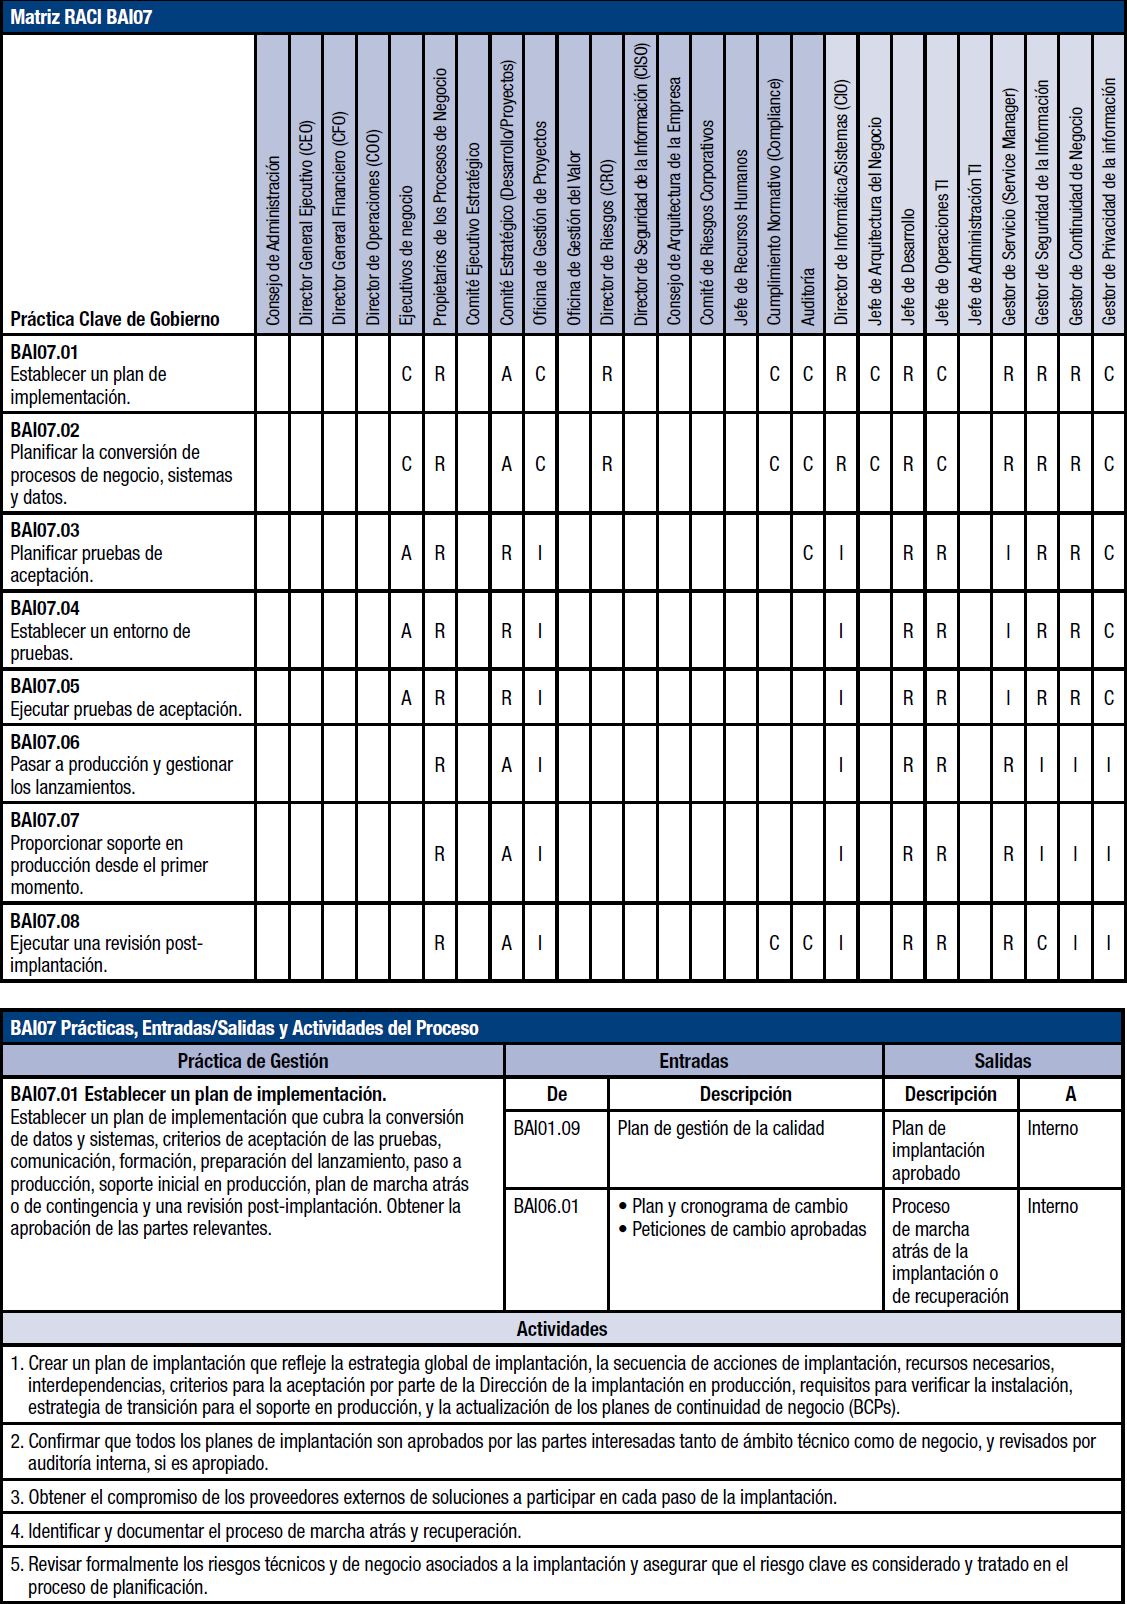 Matriz RACI BAI07
Práctica Clave de Gobierno
Consejo de Administración
Director General Ejecutivo (CEO)
Director General Financiero (CFO)
Director de Operaciones (COO)
Ejecutivos de negocio
Propietarios de los Procesos de Negocio
Comité Ejecutivo Estratégico
Comité Estratégico (Desarrollo/Proyectos)
Oficina de Gestión de Proyectos
Oficina de Gestión del Valor
Director de Riesgos (CRO)
Director de Seguridad de la Información (CISO)
Consejo de Arquitectura de la Empresa
Comité de Riesgos Corporativos
Jefe de Recursos Humanos
Cumplimiento Normativo (Compliance)
Auditoría
Director de Informática/Sistemas (CIO)
Jefe de Arquitectura del Negocio
Jefe de Desarrollo
Jefe de Operaciones TI
Jefe de Administración TI
Gestor de Servicio (Service Manager)
Gestor de Seguridad de la Información
Gestor de Continuidad de Negocio
Gestor de Privacidad de la información
BAI07.01
Establecer un plan de
implementación.
C R A C R C C R C R C R R R C
BAI07.02
Planificar la conversión de
procesos de negocio, sistemas
y datos.
C R A C R C C R C R C R R R C
BAI07.03
Planificar pruebas de
aceptación.
A R R I C I R R I R R C
BAI07.04
Establecer un entorno de
pruebas.
A R R I I R R I R R C
BAI07.05
Ejecutar pruebas de aceptación.
A R R I I R R I R R C
BAI07.06
Pasar a producción y gestionar
los lanzamientos.
R A I I R R R I I I
BAI07.07
Proporcionar soporte en
producción desde el primer
momento.
R A I I R R R I I I
BAI07.08
Ejecutar una revisión post-
implantación.
R A I C C I R R R C I I
BAI07 Prácticas, Entradas/Salidas y Actividades del Proceso
Práctica de Gestión Entradas Salidas
BAI07.01 Establecer un plan de implementación.
Establecer un plan de implementación que cubra la conversión
de datos y sistemas, criterios de aceptación de las pruebas,
comunicación, formación, preparación del lanzamiento, paso a
producción, soporte inicial en producción, plan de marcha atrás
o de contingencia y una revisión post-implantación. Obtener la
aprobación de las partes relevantes.
De Descripción Descripción A
BAI01.09 Plan de gestión de la calidad
Plan de
implantación
aprobado
Interno
BAI06.01
• Plan y cronograma de cambio
• Peticiones de cambio aprobadas
Proceso
de marcha
atrás de la
implantación o
de recuperación
Interno
Actividades
1. Crear un plan de implantación que refleje la estrategia global de implantación, la secuencia de acciones de implantación, recursos necesarios,
interdependencias, criterios para la aceptación por parte de la Dirección de la implantación en producción, requisitos para verificar la instalación,
estrategia de transición para el soporte en producción, y la actualización de los planes de continuidad de negocio (BCPs).
2. Confirmar que todos los planes de implantación son aprobados por las partes interesadas tanto de ámbito técnico como de negocio, y revisados por
auditoría interna, si es apropiado.
3. Obtener el compromiso de los proveedores externos de soluciones a participar en cada paso de la implantación.
4. Identificar y documentar el proceso de marcha atrás y recuperación.
5. Revisar formalmente los riesgos técnicos y de negocio asociados a la implantación y asegurar que el riesgo clave es considerado y tratado en el
proceso de planificación.